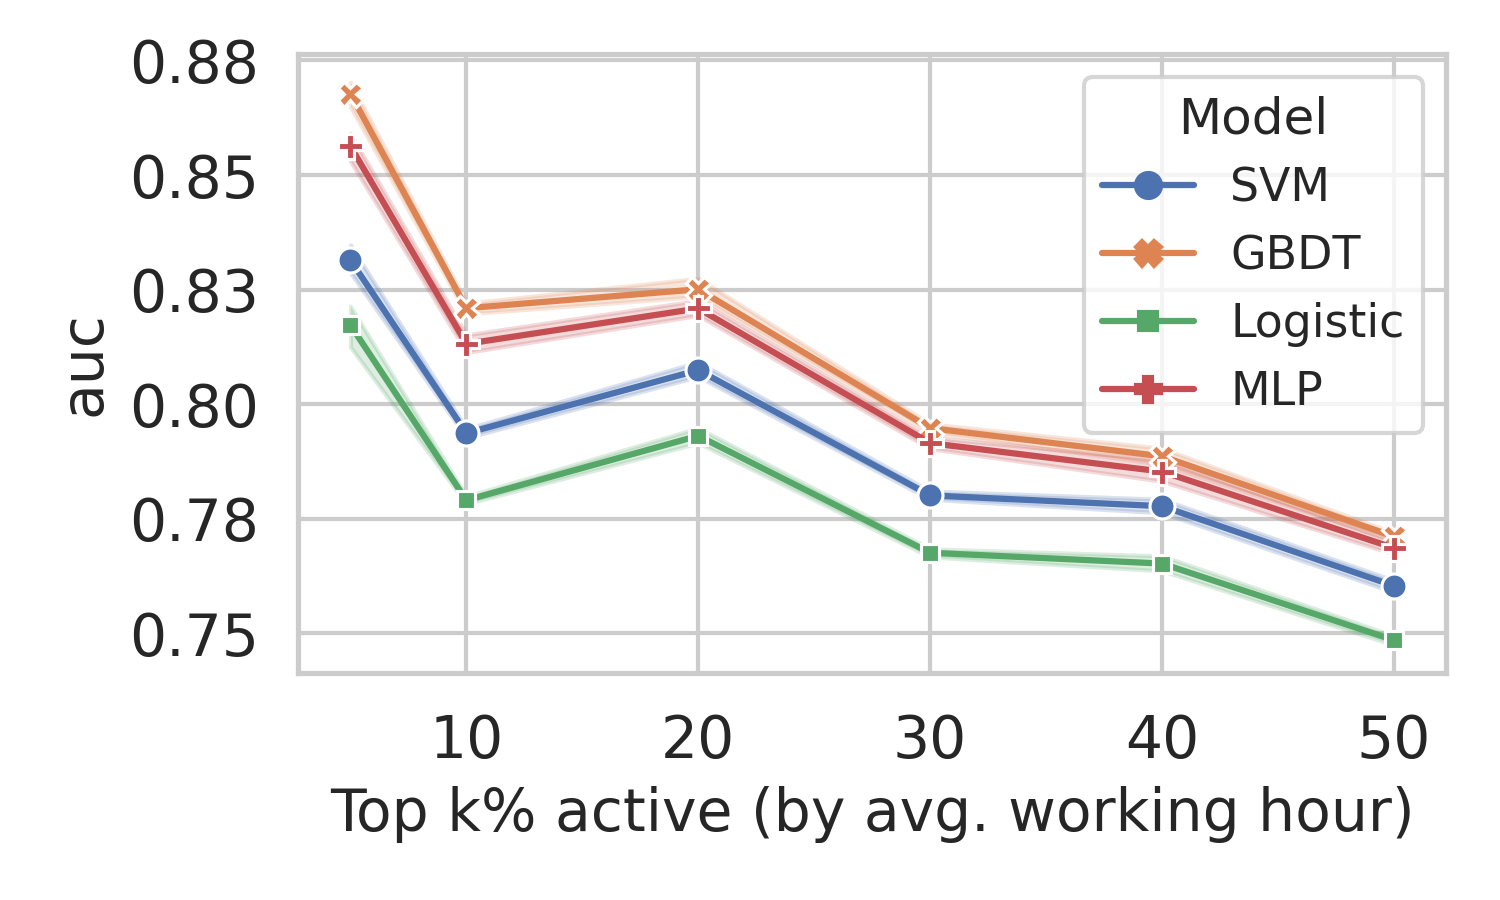 0.88
0.85
0.83
0.80
0.78
0.75
auc
Model
SVM
GBDT
Logistic
MLP
10 20 30 40 50
Top k% active (by avg. working hour)